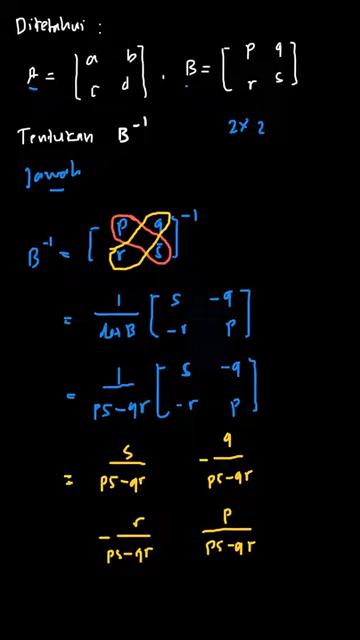 Diketahui :
A = [ a b c d ] , B = [ p q r s ]
Tentukan B⁻¹
2 × 2
Jawab
B⁻¹ = [ p q r s ]⁻¹
= 1/det B [ s -q -r p ]
= 1/ps-qr [ s -q -r p ]
= s/ps-qr - q/ps-qr
- r/ps-qr p/ps-qr